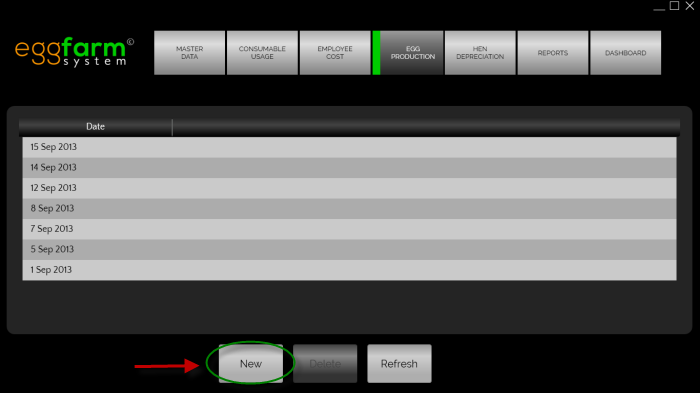 eggfarm©
system
MASTER
DATA
CONSUMABLE
USAGE
EMPLOYEE
COST
EGG
PRODUCTION
HEN
DEPRECIATION
REPORTS
DASHBOARD
Date
15 Sep 2013
14 Sep 2013
12 Sep 2013
8 Sep 2013
7 Sep 2013
5 Sep 2013
1 Sep 2013
New
Delete
Refresh